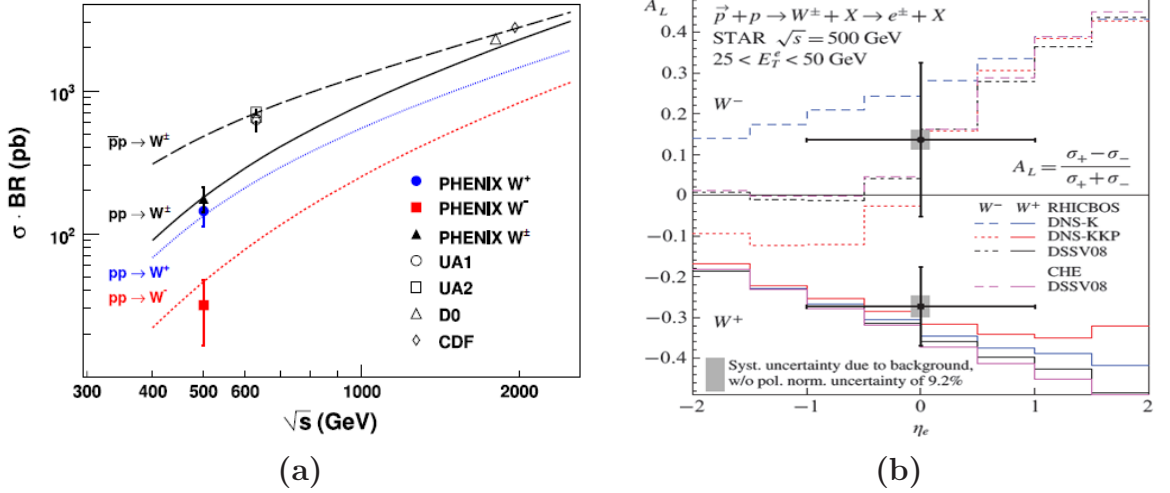 σ · BR (pb)
10³
10²
p̅p → W±
pp → W±
pp → W⁺
pp → W⁻
PHENIX W⁺
PHENIX W⁻
PHENIX W±
UA1
UA2
D0
CDF
300 400 500 600 1000 2000
√s (GeV)
(a)
A_L
0.4
0.3
0.2
0.1
0
−0.1
−0.2
−0.3
−0.4
p⃗ + p → W± + X → e± + X
STAR √s = 500 GeV
25 < E_T^e < 50 GeV
W⁻
A_L = (σ₊ − σ₋)/(σ₊ + σ₋)
W⁻ W⁺ RHICBOS
DNS-K
DNS-KKP
DSSV08
CHE
DSSV08
W⁺
Syst. uncertainty due to background,
w/o pol. norm. uncertainty of 9.2%
−2 −1 0 1 2
η_e
(b)